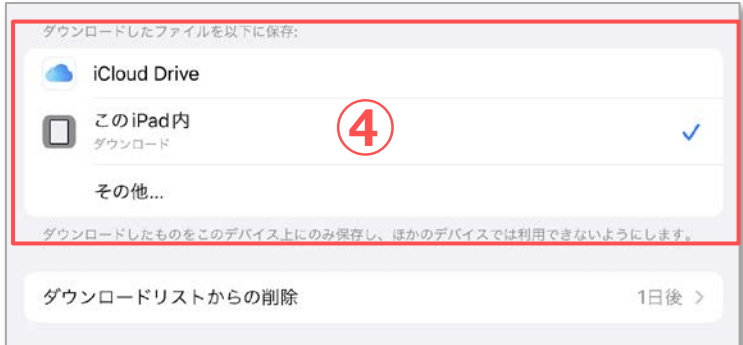 ダウンロードしたファイルを以下に保存:
iCloud Drive
このiPad内
ダウンロード
④
その他...
ダウンロードしたものをこのデバイス上にのみ保存し、ほかのデバイスでは利用できないようにします。
ダウンロードリストからの削除 1日後 >